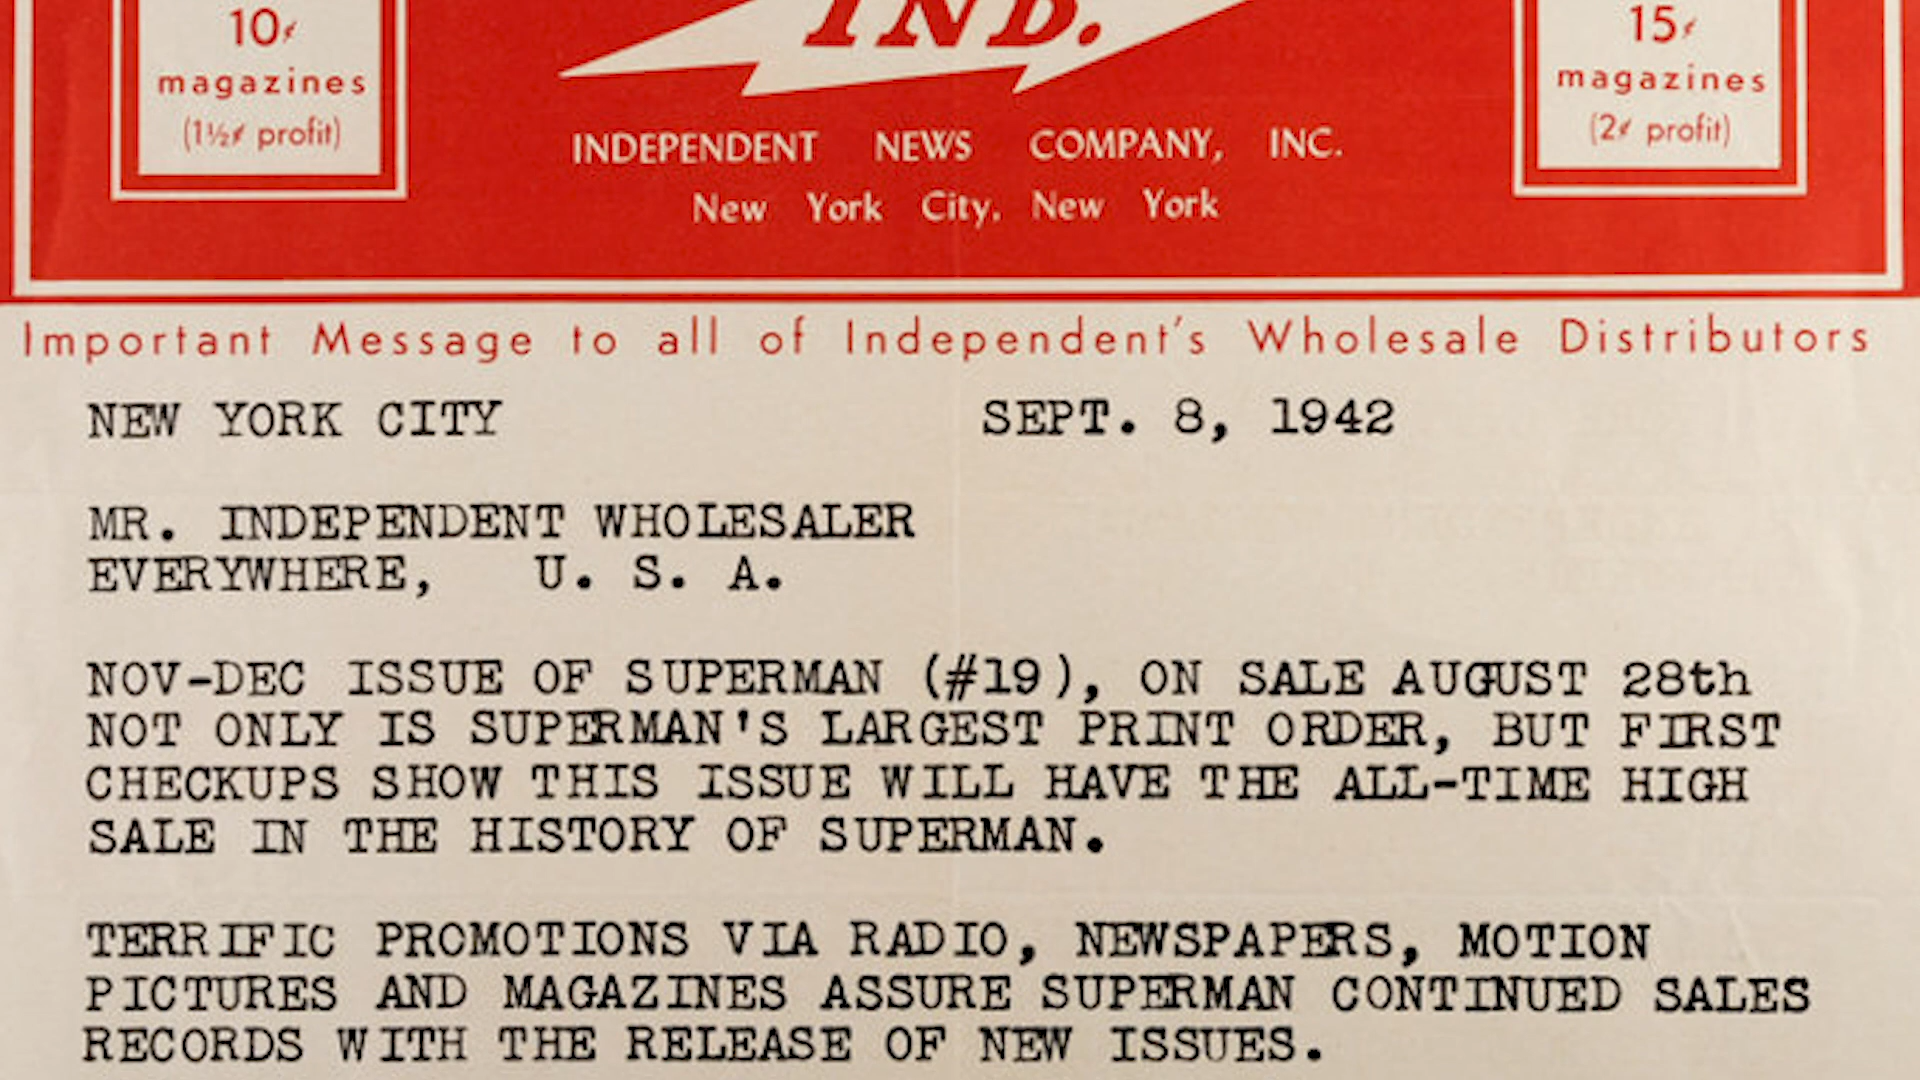 IND.
10¢
magazines
(1½¢ profit)
15¢
magazines
(2¢ profit)
INDEPENDENT NEWS COMPANY, INC.
New York City, New York
Important Message to all of Independent's Wholesale Distributors
NEW YORK CITY SEPT. 8, 1942
MR. INDEPENDENT WHOLESALER
EVERYWHERE, U. S. A.
NOV-DEC ISSUE OF SUPERMAN (#19), ON SALE AUGUST 28th
NOT ONLY IS SUPERMAN'S LARGEST PRINT ORDER, BUT FIRST
CHECKUPS SHOW THIS ISSUE WILL HAVE THE ALL-TIME HIGH
SALE IN THE HISTORY OF SUPERMAN.
TERRIFIC PROMOTIONS VIA RADIO, NEWSPAPERS, MOTION
PICTURES AND MAGAZINES ASSURE SUPERMAN CONTINUED SALES
RECORDS WITH THE RELEASE OF NEW ISSUES.